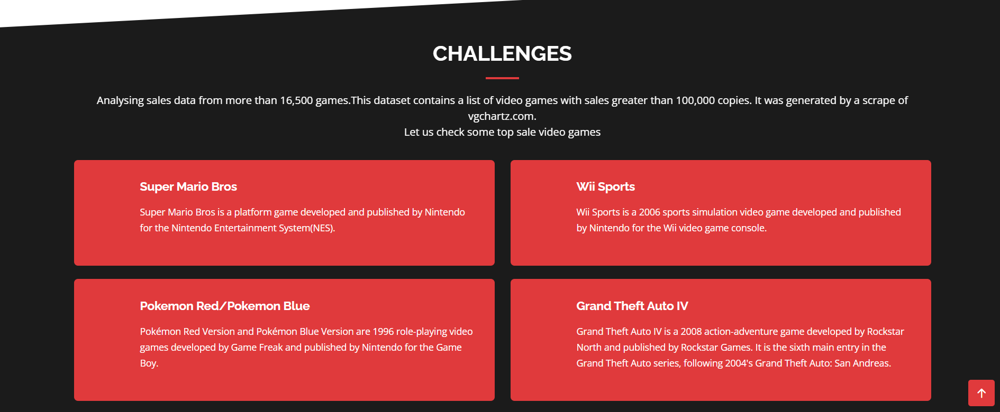 CHALLENGES
Analysing sales data from more than 16,500 games.This dataset contains a list of video games with sales greater than 100,000 copies. It was generated by a scrape of
vgchartz.com.
Let us check some top sale video games
Super Mario Bros
Super Mario Bros is a platform game developed and published by Nintendo
for the Nintendo Entertainment System(NES).
Wii Sports
Wii Sports is a 2006 sports simulation video game developed and published
by Nintendo for the Wii video game console.
Pokemon Red/Pokemon Blue
Pokémon Red Version and Pokémon Blue Version are 1996 role-playing video
games developed by Game Freak and published by Nintendo for the Game
Boy.
Grand Theft Auto IV
Grand Theft Auto IV is a 2008 action-adventure game developed by Rockstar
North and published by Rockstar Games. It is the sixth main entry in the
Grand Theft Auto series, following 2004's Grand Theft Auto: San Andreas.